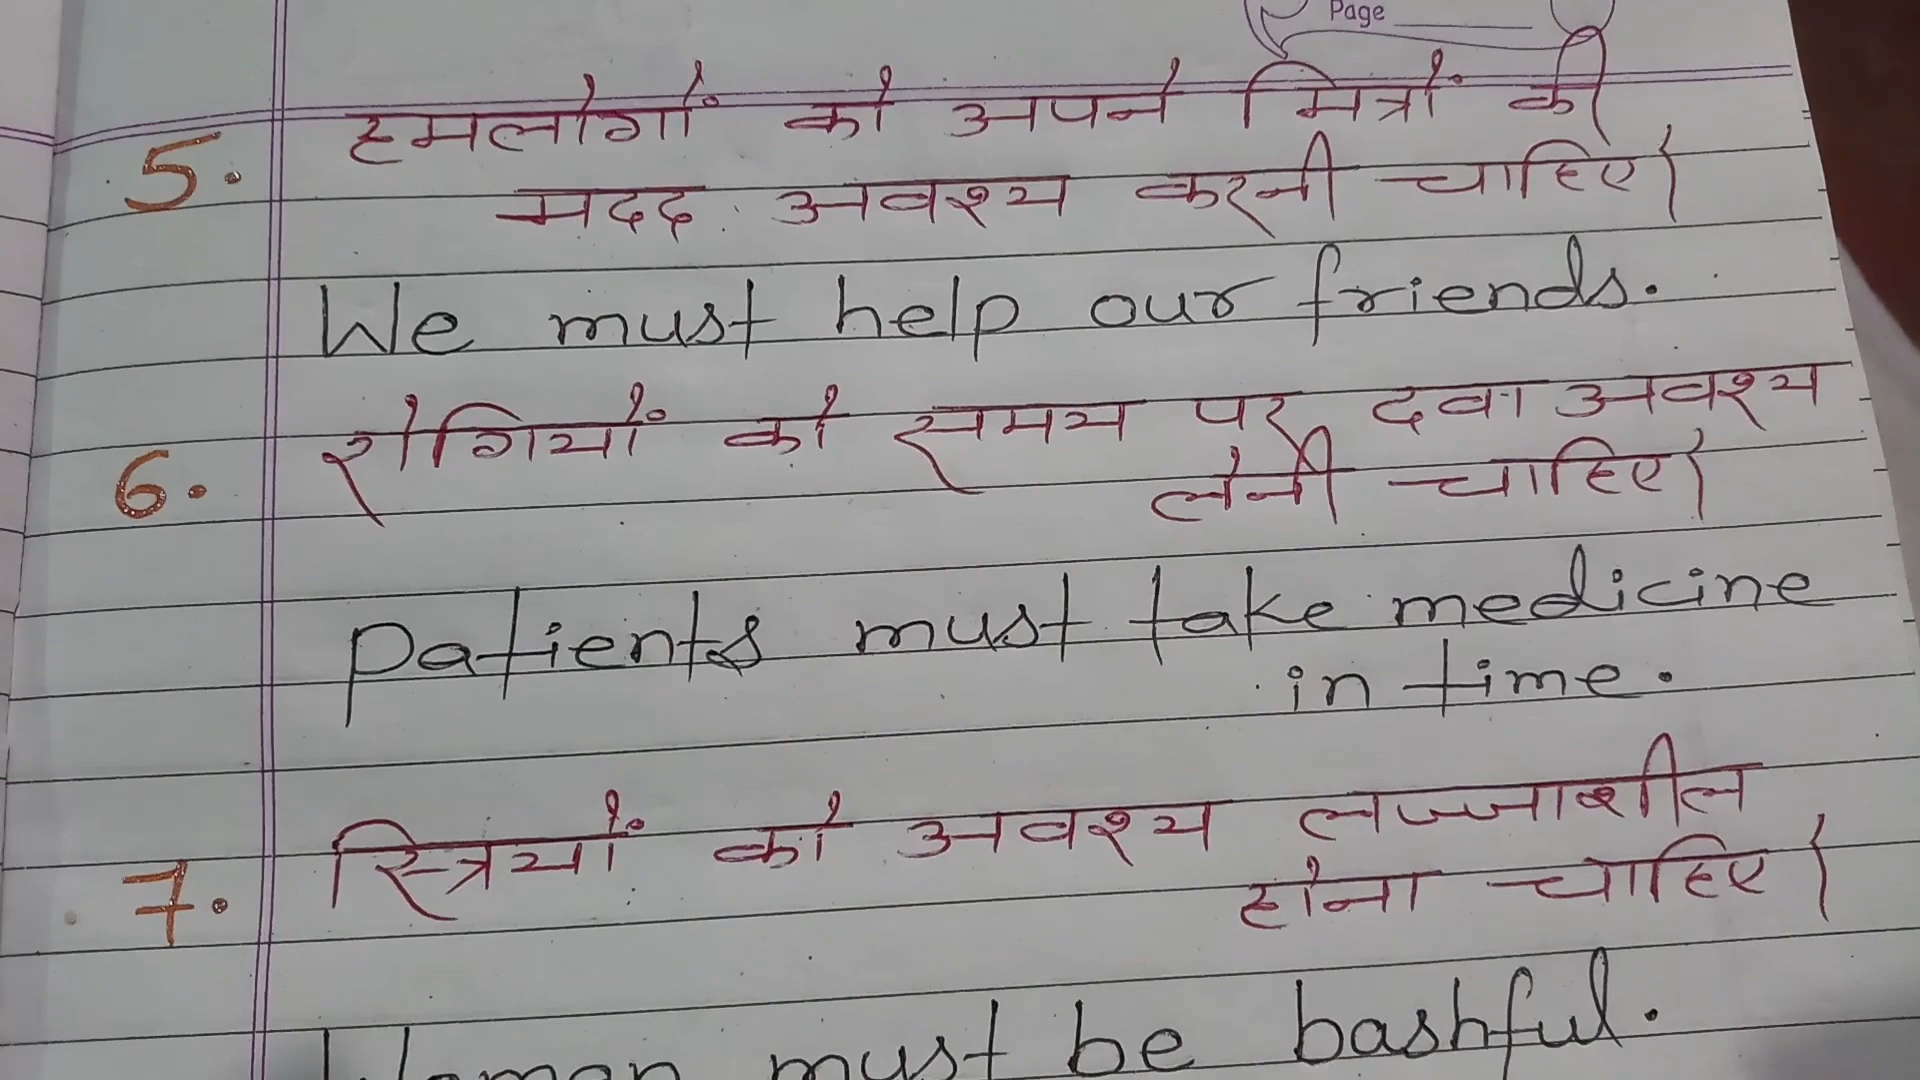 Page
5. हमलोगों को अपने मित्रों की
मदद अवश्य करनी चाहिए।
We must help our friends.
6. रोगियों को समय पर दवा अवश्य
लेनी चाहिए।
patients must take medicine
in time.
7. स्त्रियों को अवश्य लज्जाशील
होना चाहिए।
must be bashful.